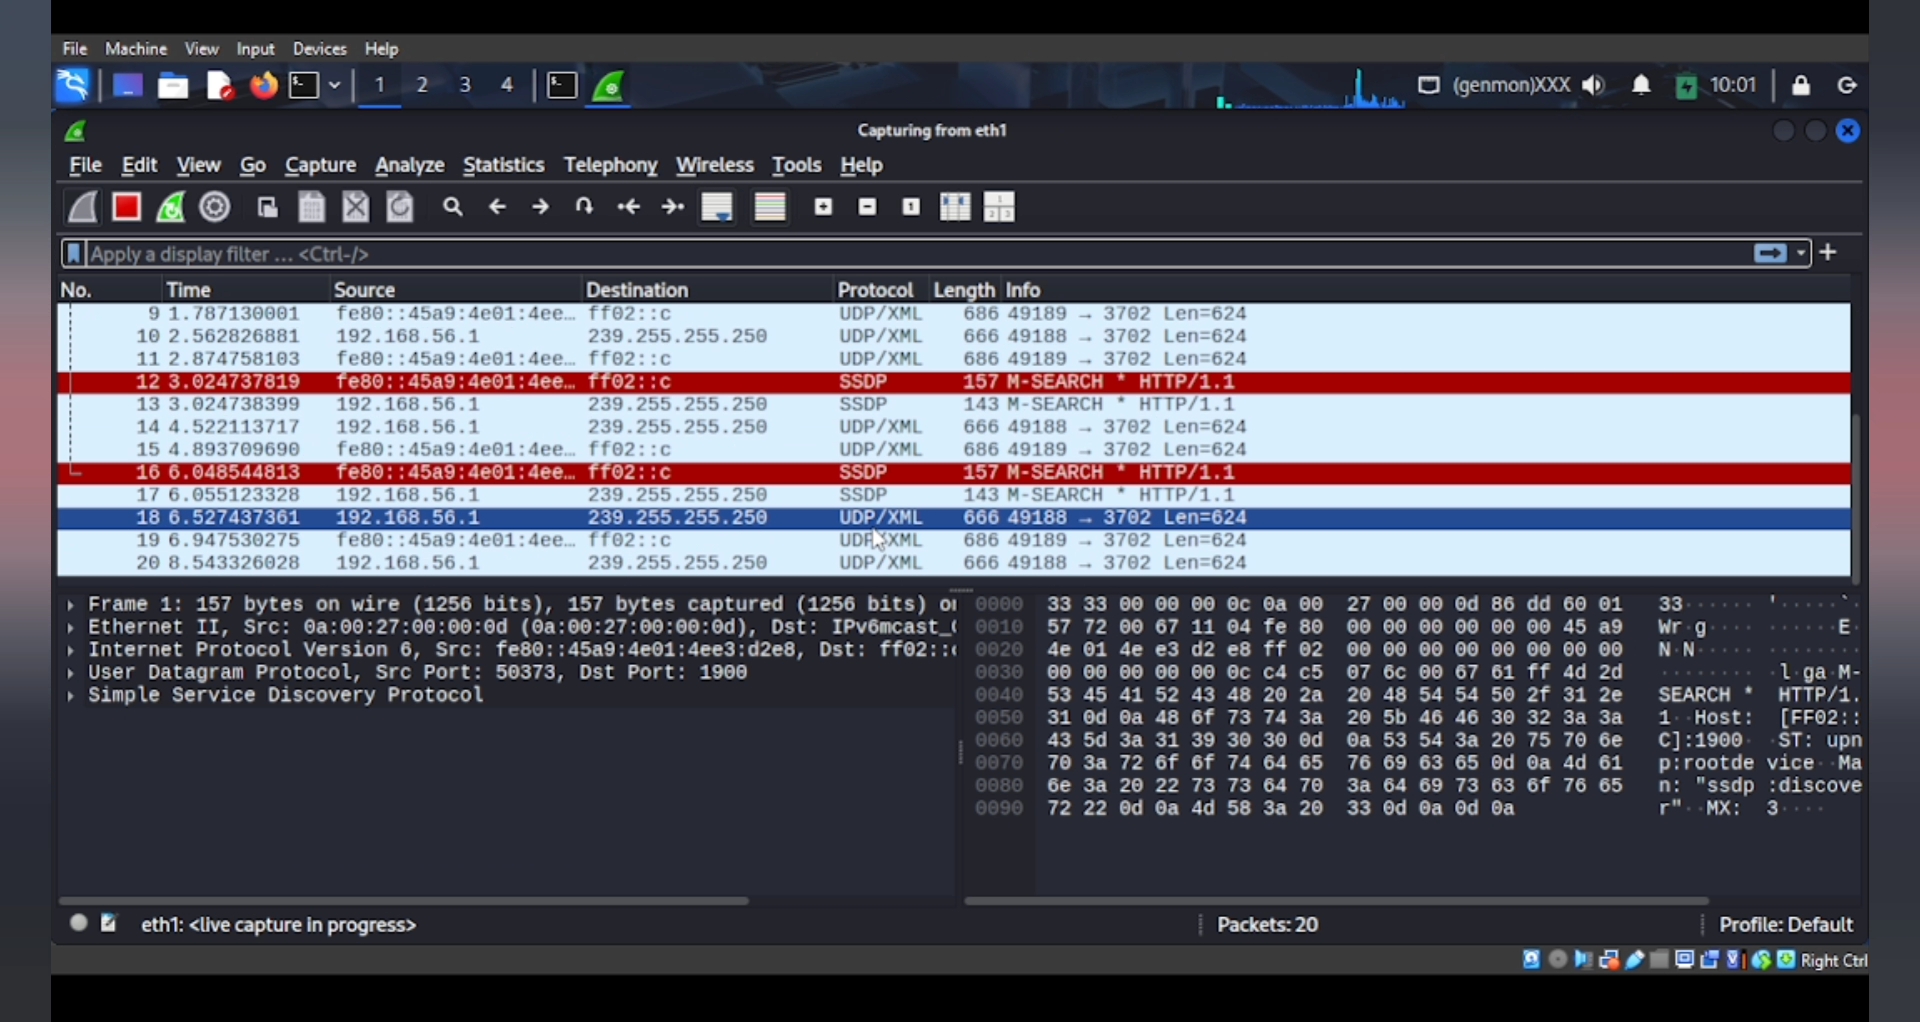 File Machine View Input Devices Help
1 2 3 4 (genmon)XXX 10:01
Capturing from eth1
File Edit View Go Capture Analyze Statistics Telephony Wireless Tools Help
Apply a display filter ... <Ctrl-/>
No. Time Source Destination Protocol Length Info
9 1.787130001 fe80::45a9:4e01:4ee… ff02::c UDP/XML 686 49189 → 3702 Len=624
10 2.562826881 192.168.56.1 239.255.255.250 UDP/XML 666 49188 → 3702 Len=624
11 2.874758103 fe80::45a9:4e01:4ee… ff02::c UDP/XML 686 49189 → 3702 Len=624
12 3.024737819 fe80::45a9:4e01:4ee… ff02::c SSDP 157 M-SEARCH * HTTP/1.1
13 3.024738399 192.168.56.1 239.255.255.250 SSDP 143 M-SEARCH * HTTP/1.1
14 4.522113717 192.168.56.1 239.255.255.250 UDP/XML 666 49188 → 3702 Len=624
15 4.893709690 fe80::45a9:4e01:4ee… ff02::c UDP/XML 686 49189 → 3702 Len=624
16 6.048544813 fe80::45a9:4e01:4ee… ff02::c SSDP 157 M-SEARCH * HTTP/1.1
17 6.055123328 192.168.56.1 239.255.255.250 SSDP 143 M-SEARCH * HTTP/1.1
18 6.527437361 192.168.56.1 239.255.255.250 UDP/XML 666 49188 → 3702 Len=624
19 6.947530275 fe80::45a9:4e01:4ee… ff02::c UDP/XML 686 49189 → 3702 Len=624
20 8.543326028 192.168.56.1 239.255.255.250 UDP/XML 666 49188 → 3702 Len=624
Frame 1: 157 bytes on wire (1256 bits), 157 bytes captured (1256 bits) o
Ethernet II, Src: 0a:00:27:00:00:0d (0a:00:27:00:00:0d), Dst: IPv6mcast_
Internet Protocol Version 6, Src: fe80::45a9:4e01:4ee3:d2e8, Dst: ff02::
User Datagram Protocol, Src Port: 50373, Dst Port: 1900
Simple Service Discovery Protocol
0000 33 33 00 00 00 0c 0a 00 27 00 00 0d 86 dd 60 01 33······ '·····`·
0010 57 72 00 67 11 04 fe 80 00 00 00 00 00 00 45 a9 Wr·g···· ······E·
0020 4e 01 4e e3 d2 e8 ff 02 00 00 00 00 00 00 00 00 N·N····· ········
0030 00 00 00 00 00 0c c4 c5 07 6c 00 67 61 ff 4d 2d ········ ·l·ga·M-
0040 53 45 41 52 43 48 20 2a 20 48 54 54 50 2f 31 2e SEARCH * HTTP/1.
0050 31 0d 0a 48 6f 73 74 3a 20 5b 46 46 30 32 3a 3a 1··Host: [FF02::
0060 43 5d 3a 31 39 30 30 0d 0a 53 54 3a 20 75 70 6e C]:1900· ·ST: upn
0070 70 3a 72 6f 6f 74 64 65 76 69 63 65 0d 0a 4d 61 p:rootde vice··Ma
0080 6e 3a 20 22 73 73 64 70 3a 64 69 73 63 6f 76 65 n: "ssdp :discove
0090 72 22 0d 0a 4d 58 3a 20 33 0d 0a 0d 0a r"··MX: 3····
eth1: <live capture in progress> Packets: 20 Profile: Default
Right Ctrl